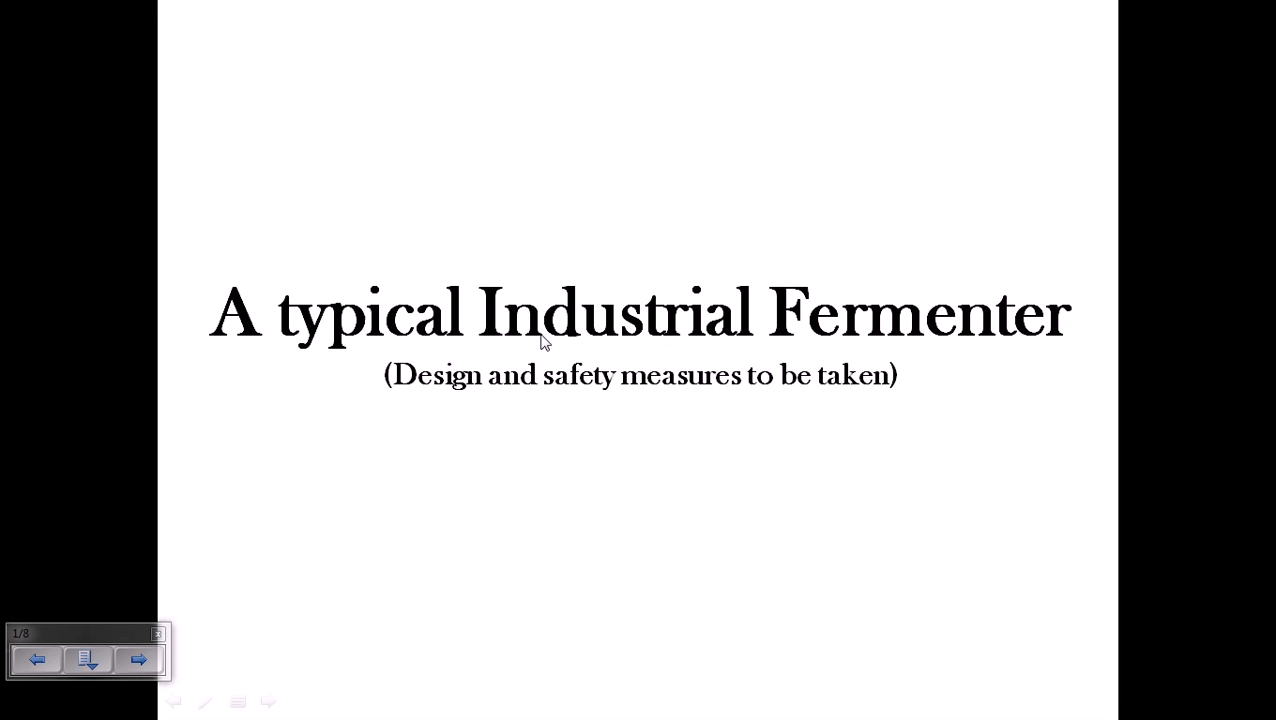 A typical Industrial Fermenter
(Design and safety measures to be taken)
1/8